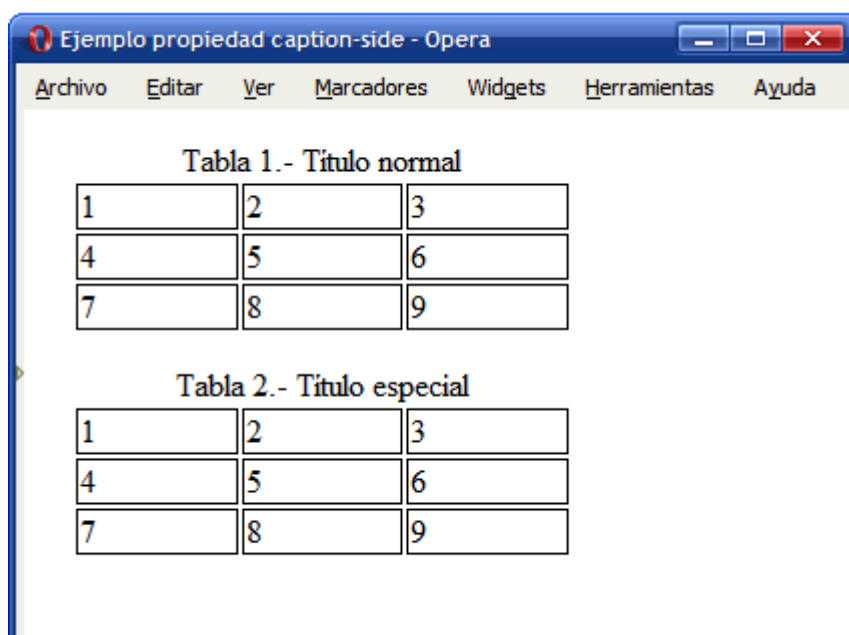 Ejemplo propiedad caption-side - Opera
Archivo Editar Ver Marcadores Widgets Herramientas Ayuda
Tabla 1.- Título normal
1 2 3
4 5 6
7 8 9
Tabla 2.- Título especial
1 2 3
4 5 6
7 8 9